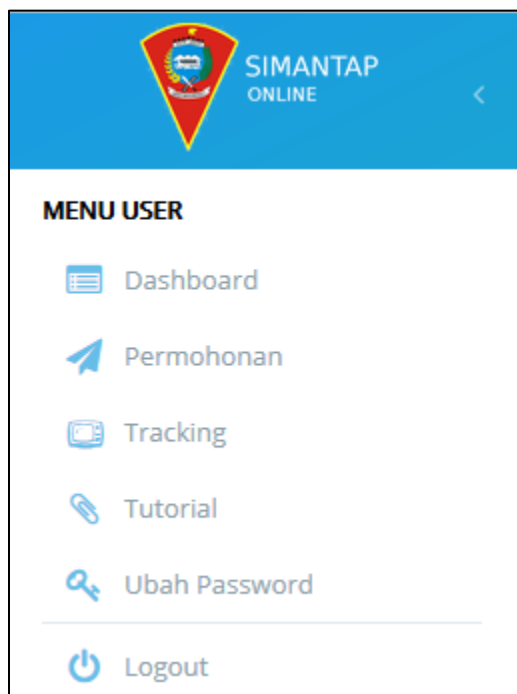 SIMANTAP
ONLINE
MENU USER
Dashboard
Permohonan
Tracking
Tutorial
Ubah Password
Logout